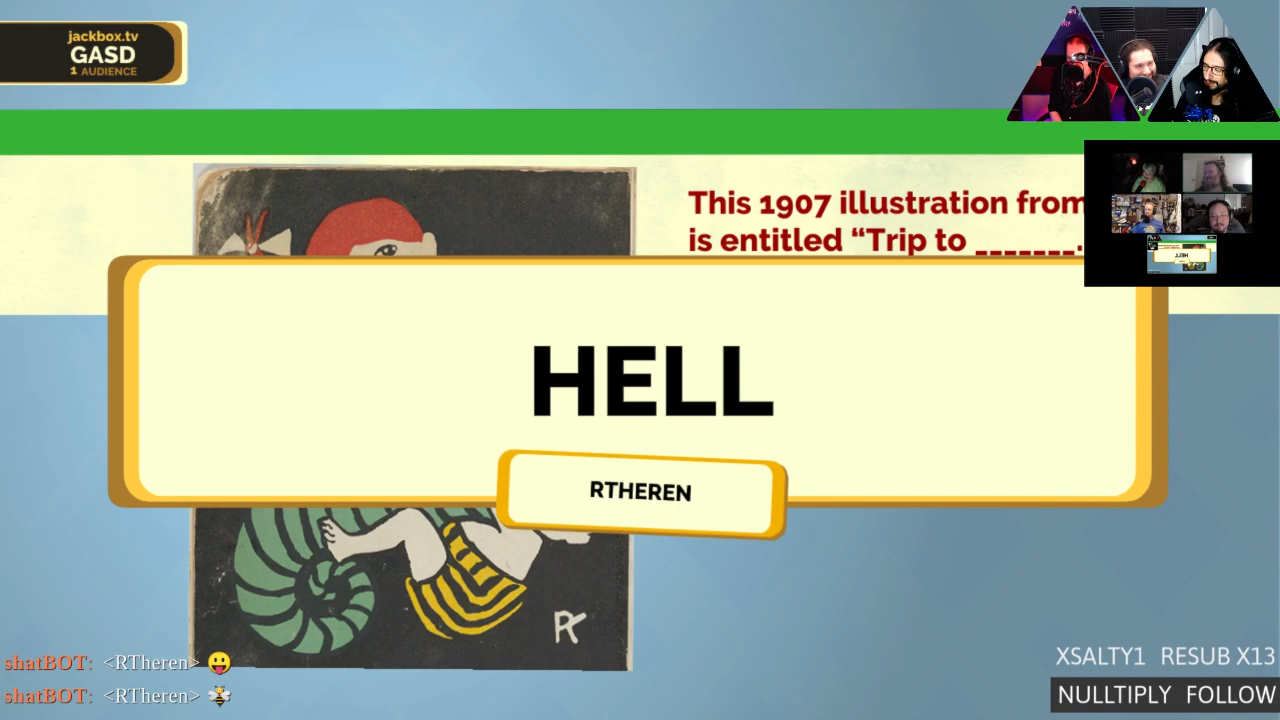 jackbox.tv
GASD
1 AUDIENCE
This 1907 illustration from
is entitled “Trip to _______.
HELL
RTHEREN
PK
shatBOT: <RTheren> 😛
shatBOT: <RTheren> 🐝
XSALTY1 RESUB X13
NULLTIPLY FOLLOW